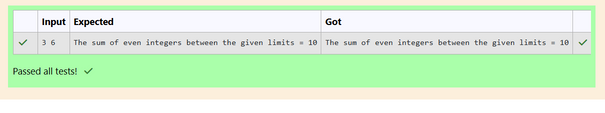 Input Expected Got
3 6 The sum of even integers between the given limits = 10 The sum of even integers between the given limits = 10
Passed all tests!